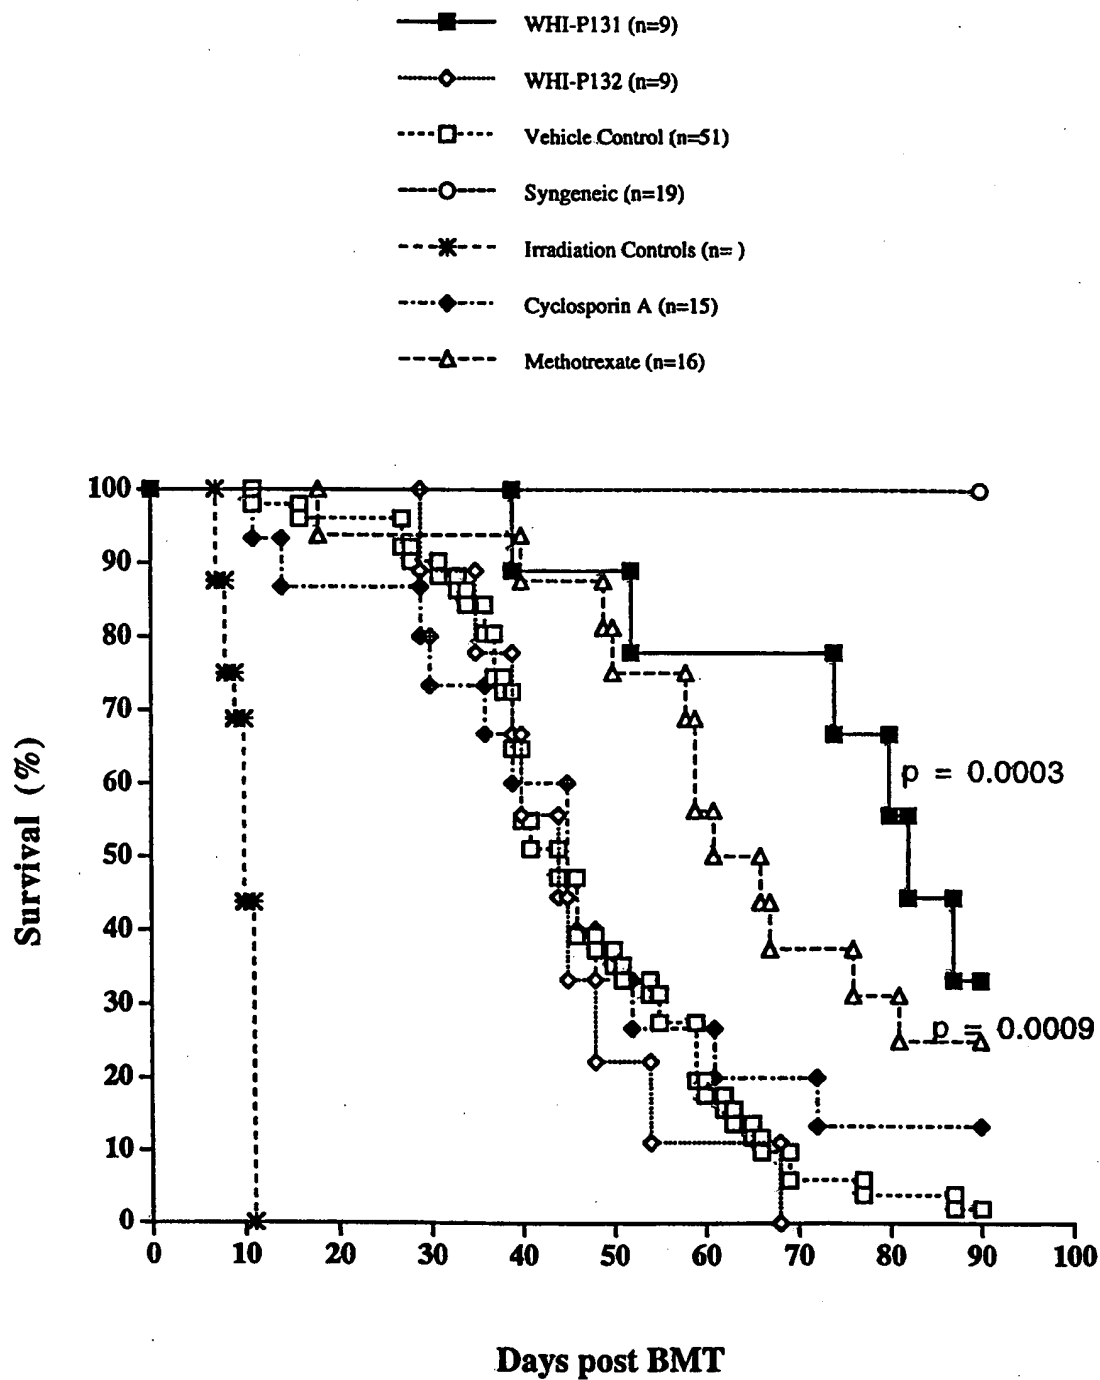 WHI-P131 (n=9)
WHI-P132 (n=9)
Vehicle Control (n=51)
Syngeneic (n=19)
Irradiation Controls (n= )
Cyclosporin A (n=15)
Methotrexate (n=16)
100
90
80
70
60
50
40
30
20
10
0
Survival (%)
p = 0.0003
p = 0.0009
0 10 20 30 40 50 60 70 80 90 100
Days post BMT